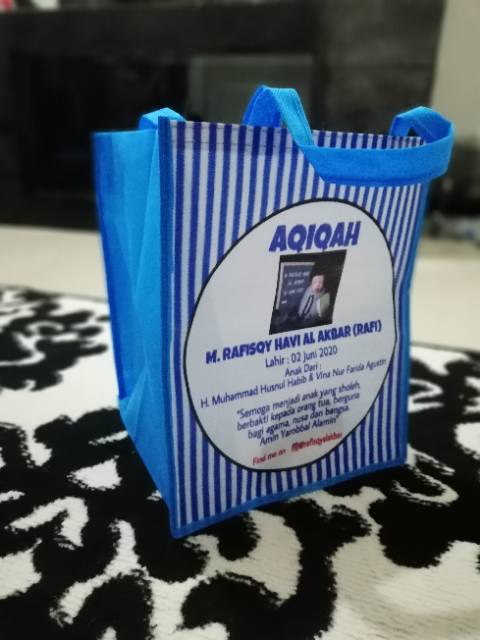 AQIQAH
M. RAFISQY HAVI AL AKBAR (RAFI)
Lahir : 02 Juni 2020
Anak Dari :
H. Muhammad Husnul Habib & Vina Nur Farida Agustin
"Semoga menjadi anak yang sholeh,
berbakti kepada orang tua, berguna
bagi agama, nusa dan bangsa.
Amin Yarobbal Alamin"
Find me on @rafisqyalakbar